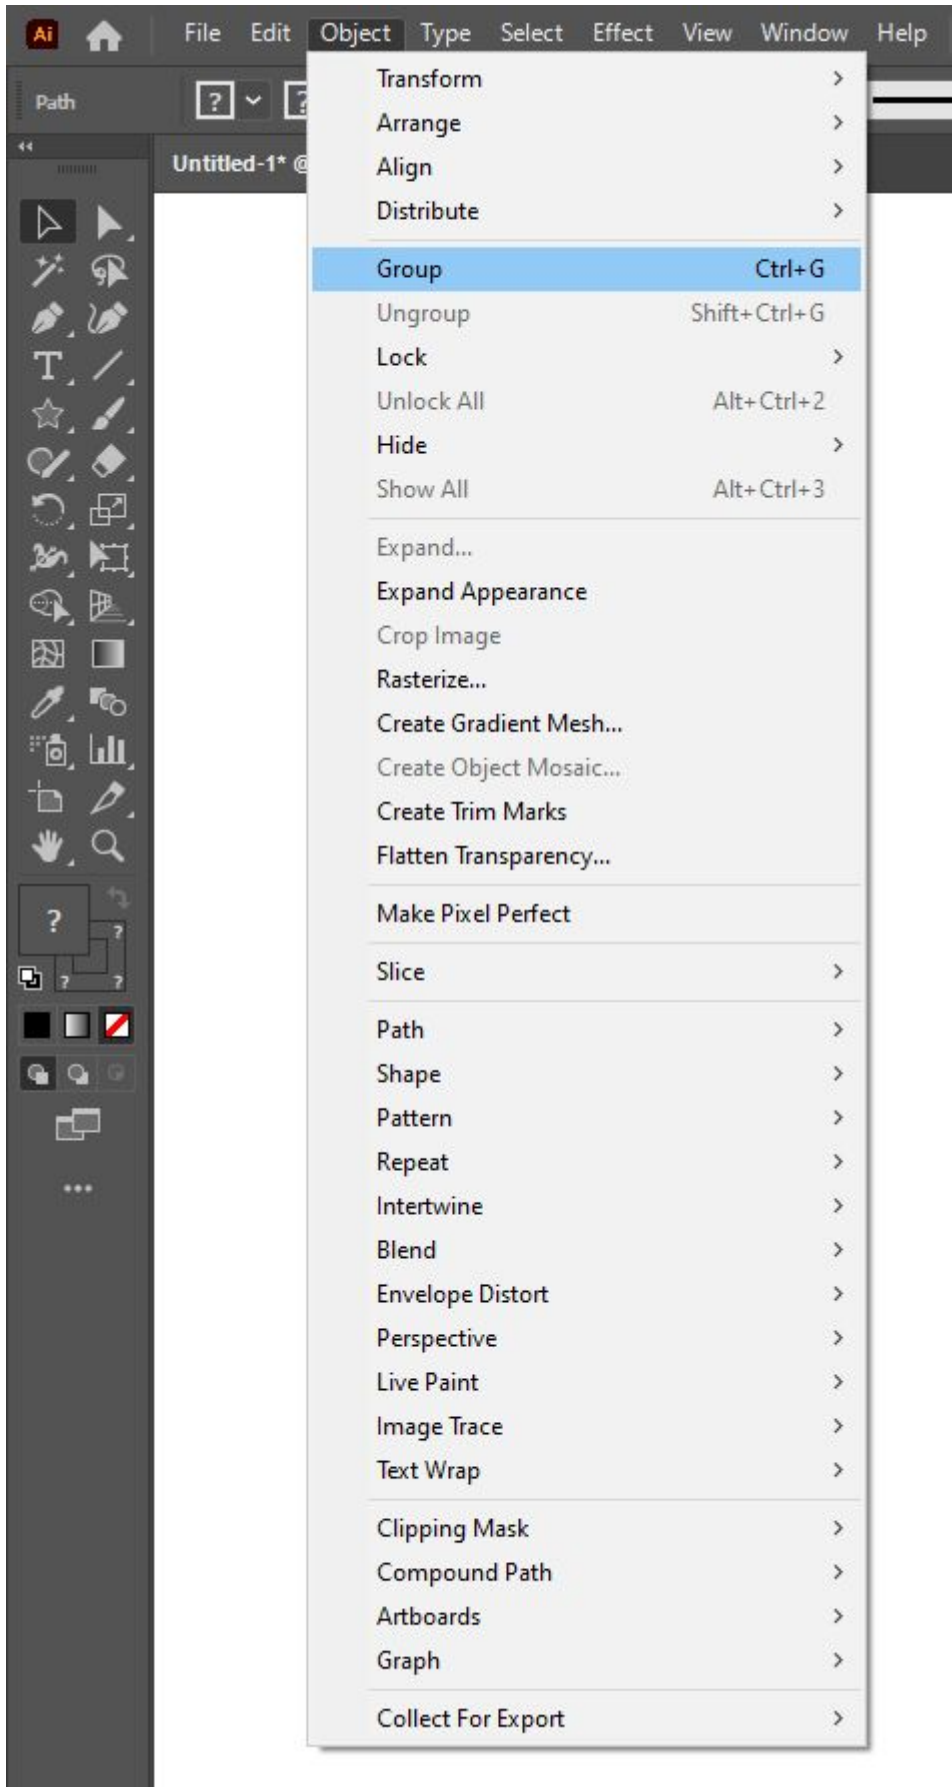 Ai File Edit Object Type Select Effect View Window Help
Path ? ?
Untitled-1* @
Transform
Arrange
Align
Distribute
Group Ctrl+G
Ungroup Shift+Ctrl+G
Lock
Unlock All Alt+Ctrl+2
Hide
Show All Alt+Ctrl+3
Expand...
Expand Appearance
Crop Image
Rasterize...
Create Gradient Mesh...
Create Object Mosaic...
Create Trim Marks
Flatten Transparency...
Make Pixel Perfect
Slice
Path
Shape
Pattern
Repeat
Intertwine
Blend
Envelope Distort
Perspective
Live Paint
Image Trace
Text Wrap
Clipping Mask
Compound Path
Artboards
Graph
Collect For Export
T
?
?
? ?